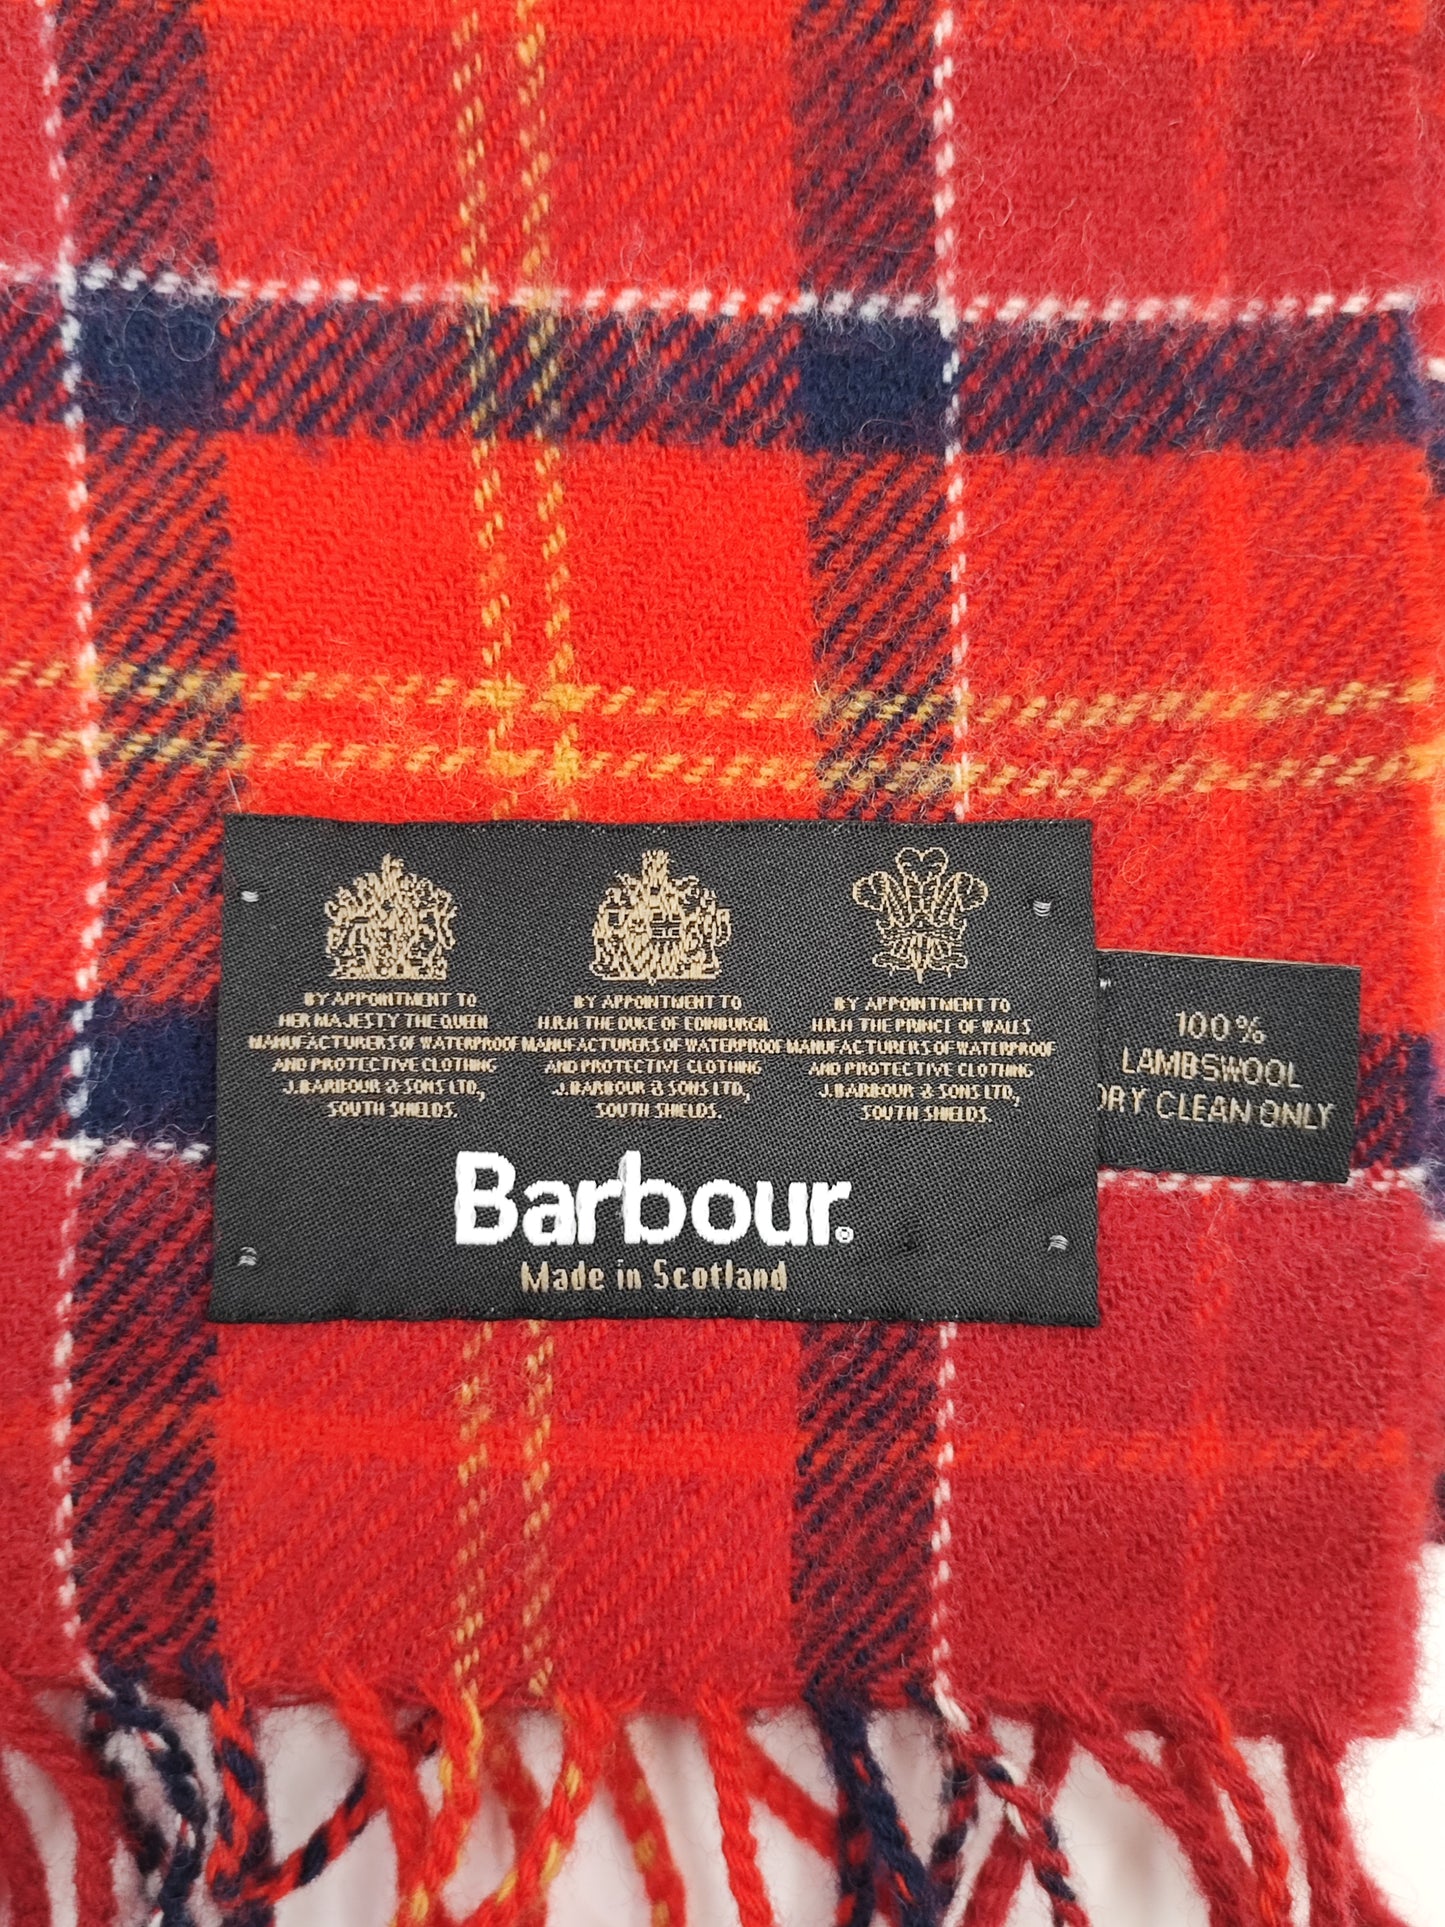 BY APPOINTMENT TO
HER MAJESTY THE QUEEN
MANUFACTURERS OF WATERPROOF
AND PROTECTIVE CLOTHING
J.BARBOUR & SONS LTD,
SOUTH SHIELDS.
BY APPOINTMENT TO
H.R.H THE DUKE OF EDINBURGH
MANUFACTURERS OF WATERPROOF
AND PROTECTIVE CLOTHING
J.BARBOUR & SONS LTD,
SOUTH SHIELDS.
BY APPOINTMENT TO
H.R.H THE PRINCE OF WALES
MANUFACTURERS OF WATERPROOF
AND PROTECTIVE CLOTHING
J.BARBOUR & SONS LTD,
SOUTH SHIELDS.
Barbour®
Made in Scotland
100%
LAMBSWOOL
DRY CLEAN ONLY